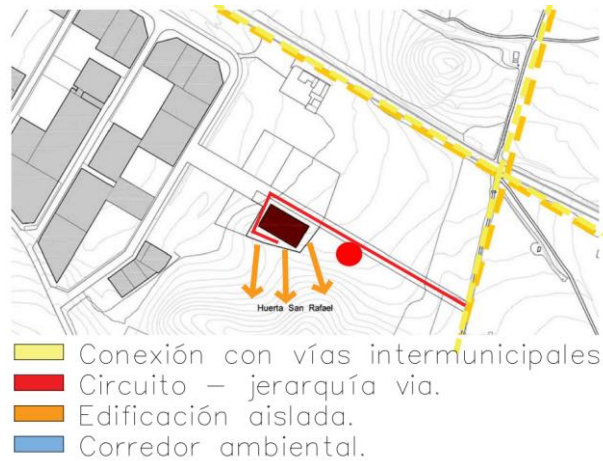 Huerta San Rafael
Conexión con vías intermunicipales
Circuito – jerarquía via.
Edificación aislada.
Corredor ambiental.